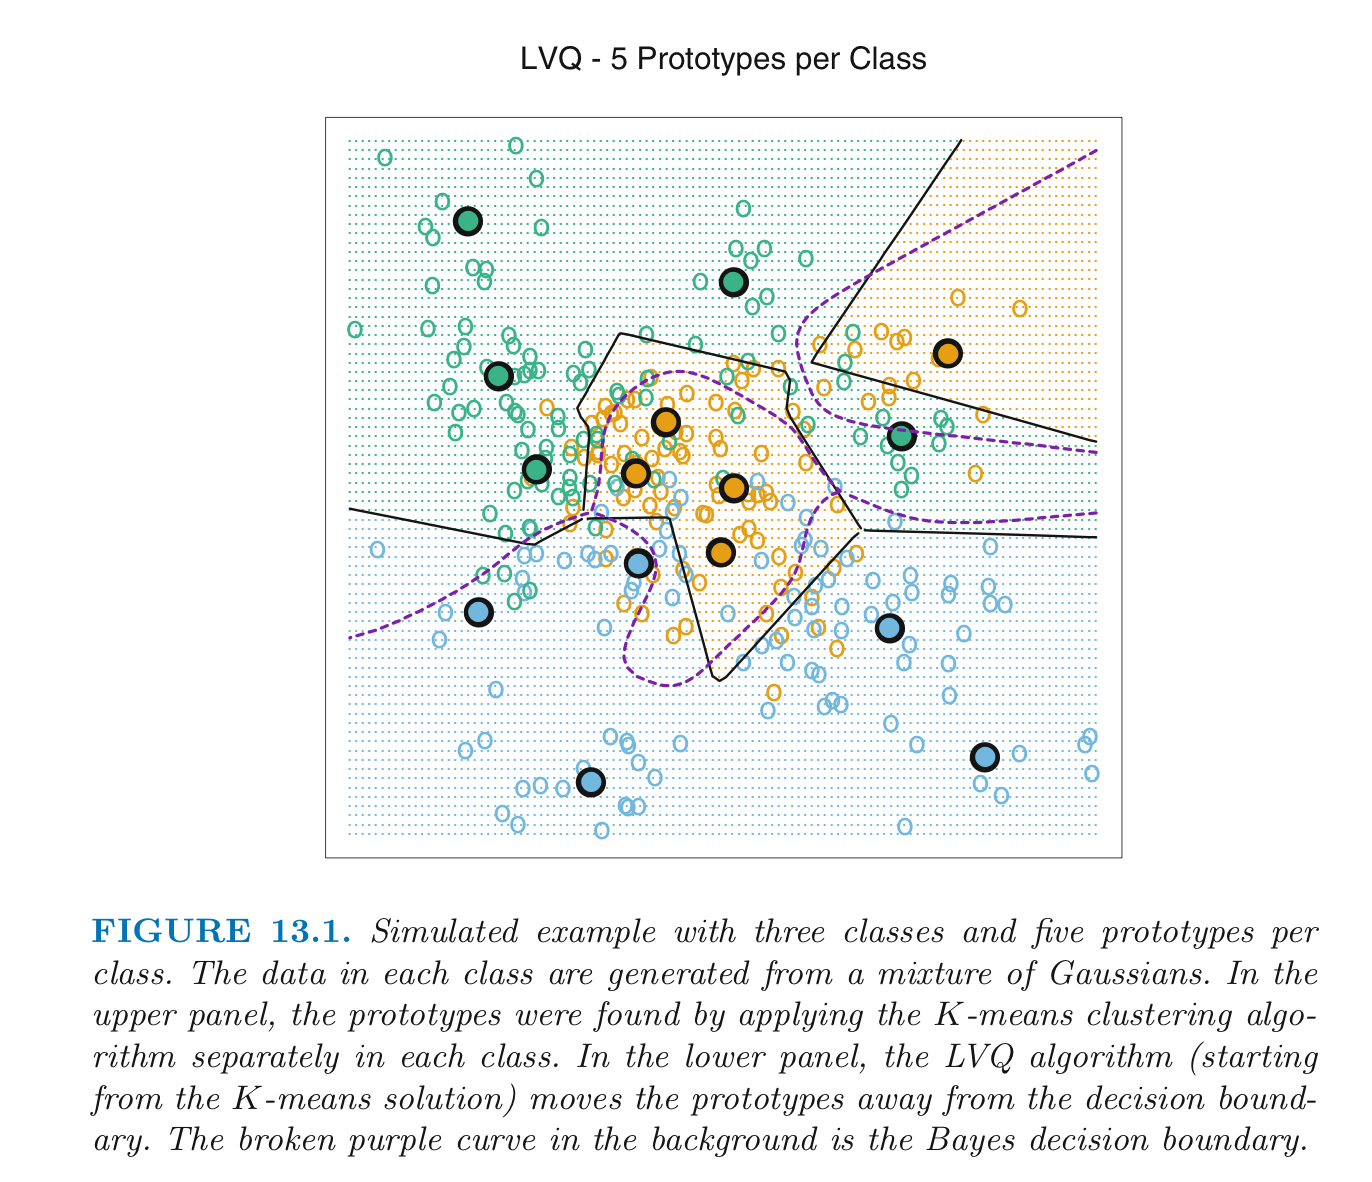 LVQ - 5 Prototypes per Class
FIGURE 13.1. Simulated example with three classes and five prototypes per
class. The data in each class are generated from a mixture of Gaussians. In the
upper panel, the prototypes were found by applying the K-means clustering algo-
rithm separately in each class. In the lower panel, the LVQ algorithm (starting
from the K-means solution) moves the prototypes away from the decision bound-
ary. The broken purple curve in the background is the Bayes decision boundary.